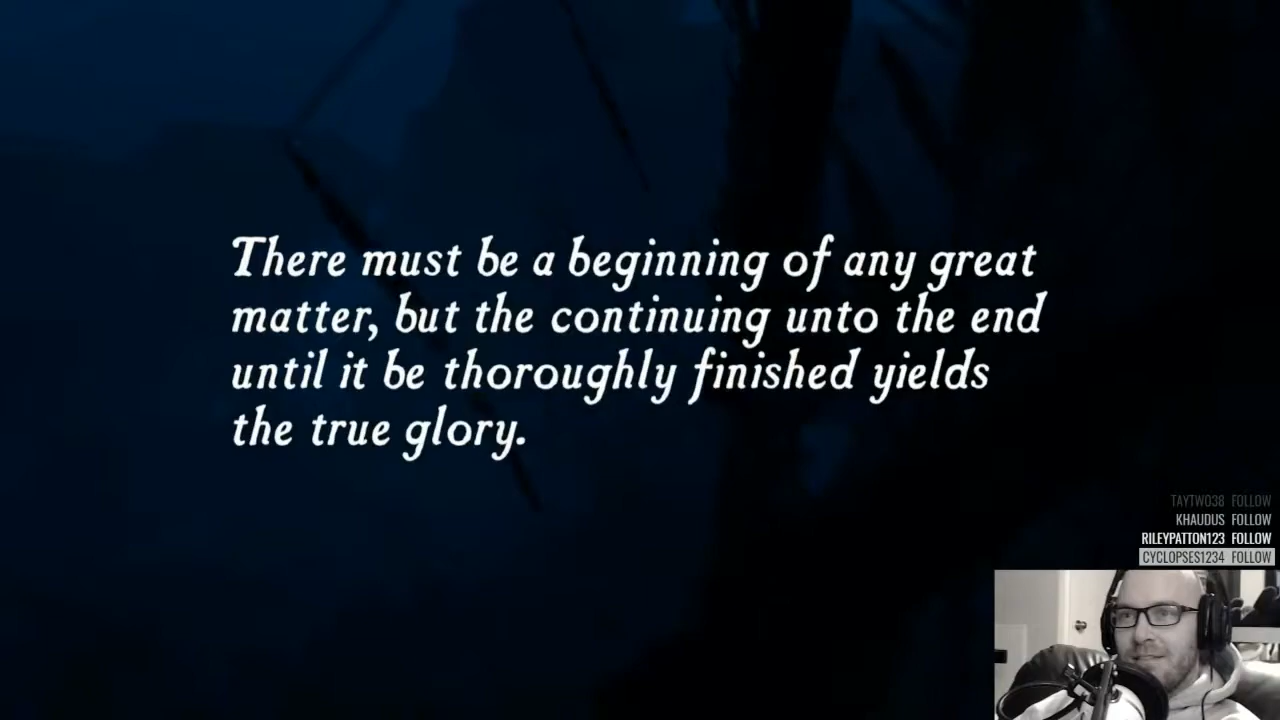 There must be a beginning of any great
matter, but the continuing unto the end
until it be thoroughly finished yields
the true glory.
TAYTWO38 FOLLOW
KHAUDUS FOLLOW
RILEYPATTON123 FOLLOW
CYCLOPSES1234 FOLLOW